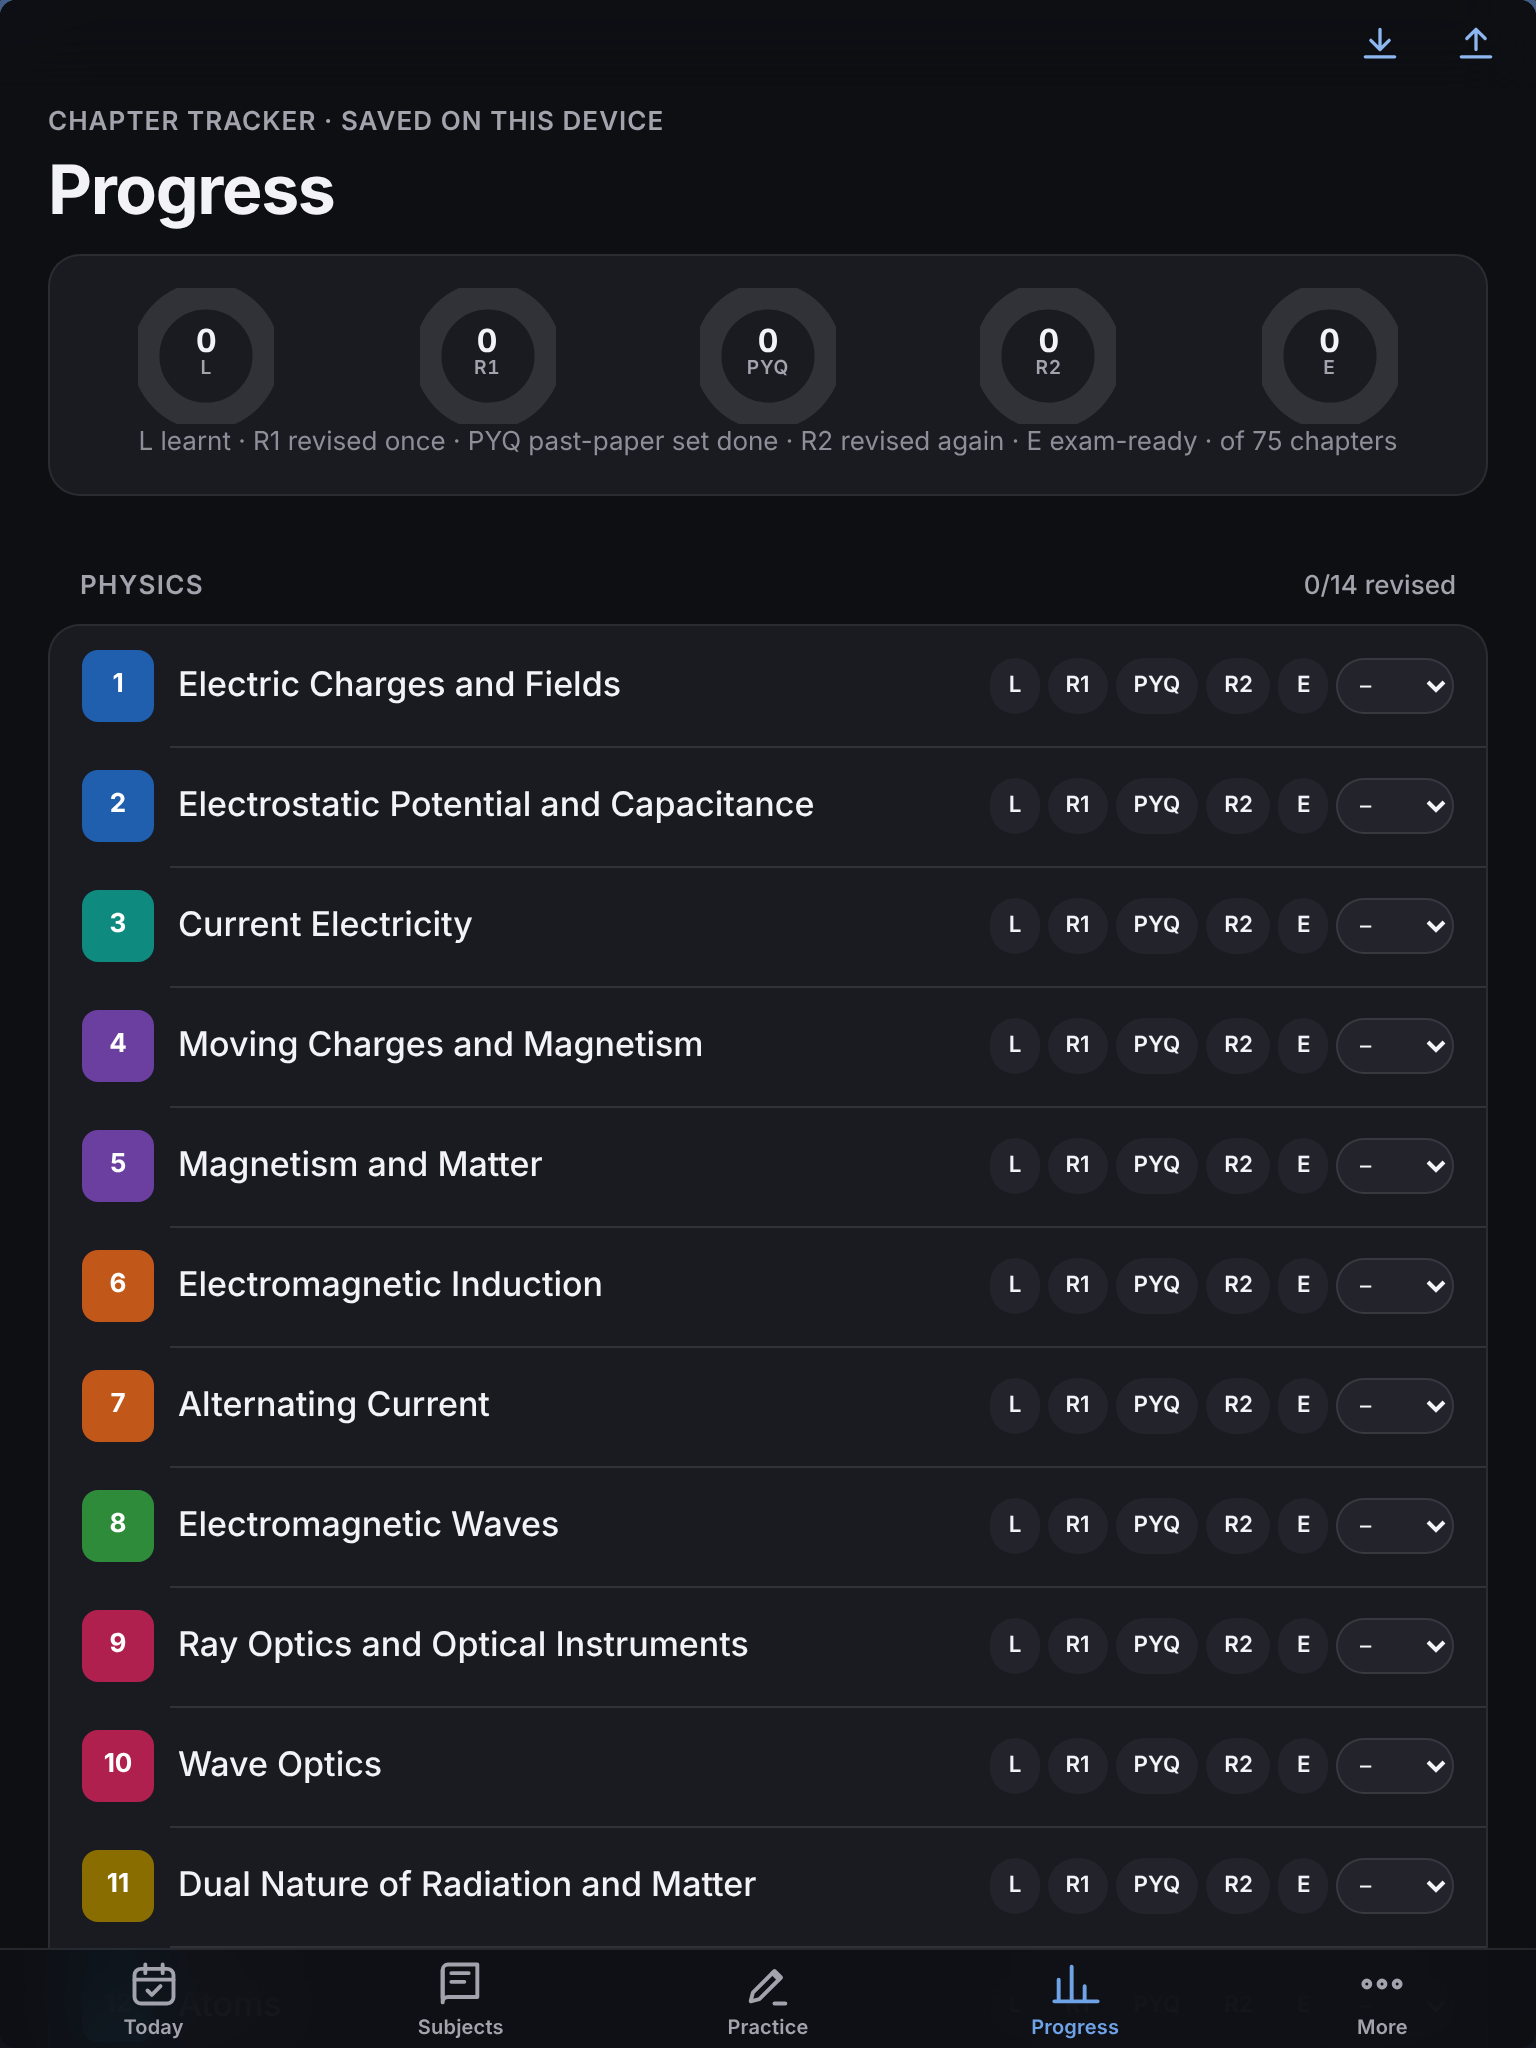 CHAPTER TRACKER · SAVED ON THIS DEVICE
Progress
0 0 0 0 0
L R1 PYQ R2 E
L learnt · R1 revised once · PYQ past-paper set done · R2 revised again · E exam-ready · of 75 chapters
PHYSICS 0/14 revised
1 Electric Charges and Fields L R1 PYQ R2 E –
2 Electrostatic Potential and Capacitance L R1 PYQ R2 E –
3 Current Electricity L R1 PYQ R2 E –
4 Moving Charges and Magnetism L R1 PYQ R2 E –
5 Magnetism and Matter L R1 PYQ R2 E –
6 Electromagnetic Induction L R1 PYQ R2 E –
7 Alternating Current L R1 PYQ R2 E –
8 Electromagnetic Waves L R1 PYQ R2 E –
9 Ray Optics and Optical Instruments L R1 PYQ R2 E –
10 Wave Optics L R1 PYQ R2 E –
11 Dual Nature of Radiation and Matter L R1 PYQ R2 E –
12 Atoms L R1 PYQ R2 E –
Today Subjects Practice Progress More